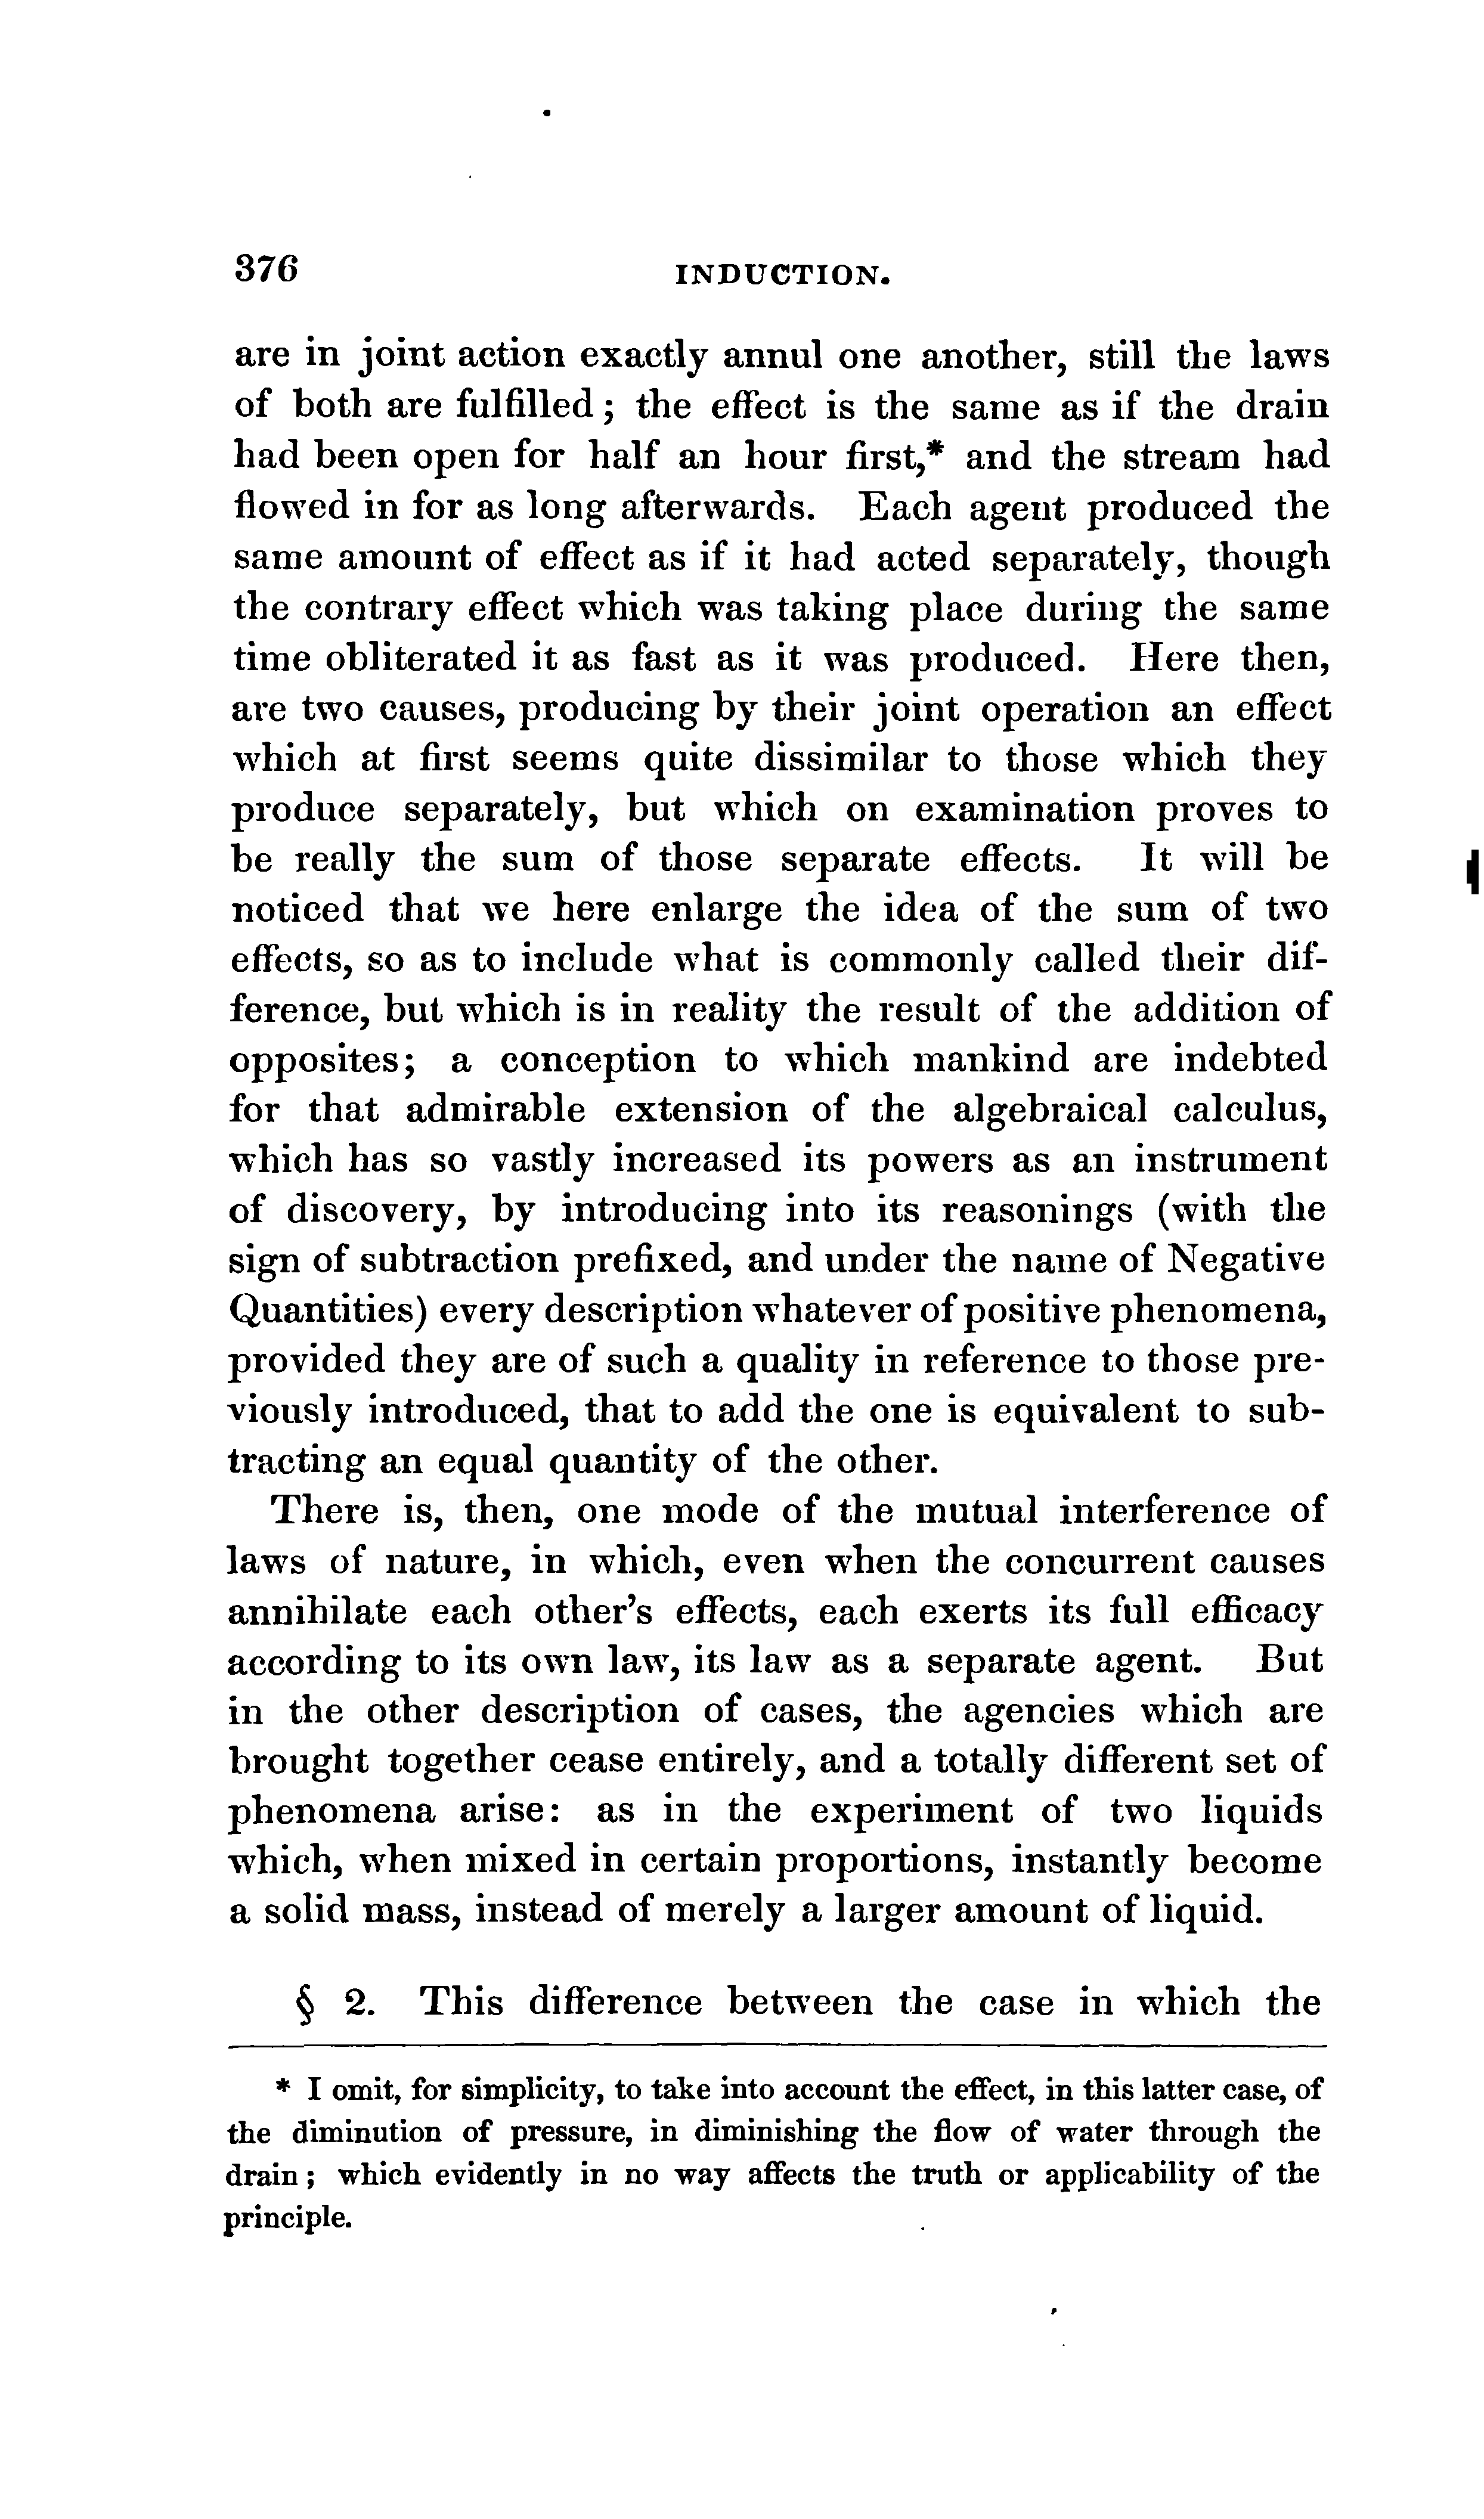 376 INDUCTION.
are in joint action exactly annul one another, still the laws
of both are fulfilled; the effect is the same as if the drain
had been open for half an hour first,* and the stream had
flowed in for as long afterwards. Each agent produced the
same amount of effect as if it had acted separately, though
the contrary effect which was taking place during the same
time obliterated it as fast as it was produced. Here then,
are two causes, producing by their joint operation an effect
which at first seems quite dissimilar to those which they
produce separately, but which on examination proves to
be really the sum of those separate effects. It will be
noticed that we here enlarge the idea of the sum of two
effects, so as to include what is commonly called their dif-
ference, but which is in reality the result of the addition of
opposites; a conception to which mankind are indebted
for that admirable extension of the algebraical calculus,
which has so vastly increased its powers as an instrument
of discovery, by introducing into its reasonings (with the
sign of subtraction prefixed, and under the name of Negative
Quantities) every description whatever of positive phenomena,
provided they are of such a quality in reference to those pre-
viously introduced, that to add the one is equivalent to sub-
tracting an equal quantity of the other.
There is, then, one mode of the mutual interference of
laws of nature, in which, even when the concurrent causes
annihilate each other's effects, each exerts its full efficacy
according to its own law, its law as a separate agent. But
in the other description of cases, the agencies which are
brought together cease entirely, and a totally different set of
phenomena arise: as in the experiment of two liquids
which, when mixed in certain proportions, instantly become
a solid mass, instead of merely a larger amount of liquid.
§ 2. This difference between the case in which the
* I omit, for simplicity, to take into account the effect, in this latter case, of
the diminution of pressure, in diminishing the flow of water through the
drain; which evidently in no way affects the truth or applicability of the
principle.